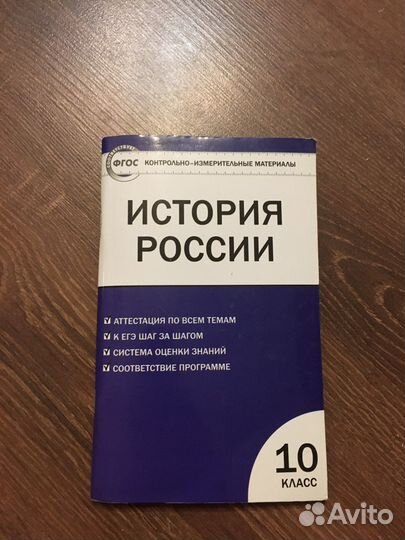 ФГОС
КОНТРОЛЬНО-ИЗМЕРИТЕЛЬНЫЕ МАТЕРИАЛЫ
ИСТОРИЯ
РОССИИ
АТТЕСТАЦИЯ ПО ВСЕМ ТЕМАМ
К ЕГЭ ШАГ ЗА ШАГОМ
СИСТЕМА ОЦЕНКИ ЗНАНИЙ
СООТВЕТСТВИЕ ПРОГРАММЕ
10
КЛАСС
Avito